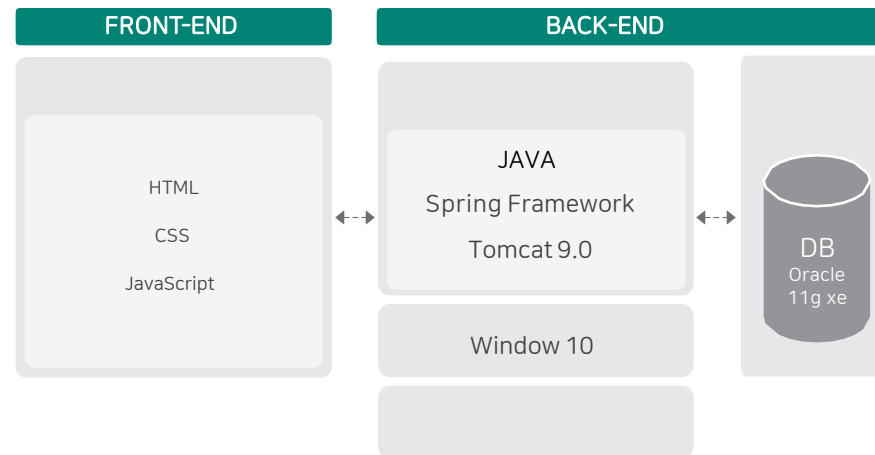 FRONT-END
BACK-END
HTML
CSS
JavaScript
JAVA
Spring Framework
Tomcat 9.0
Window 10
DB
Oracle
11g xe